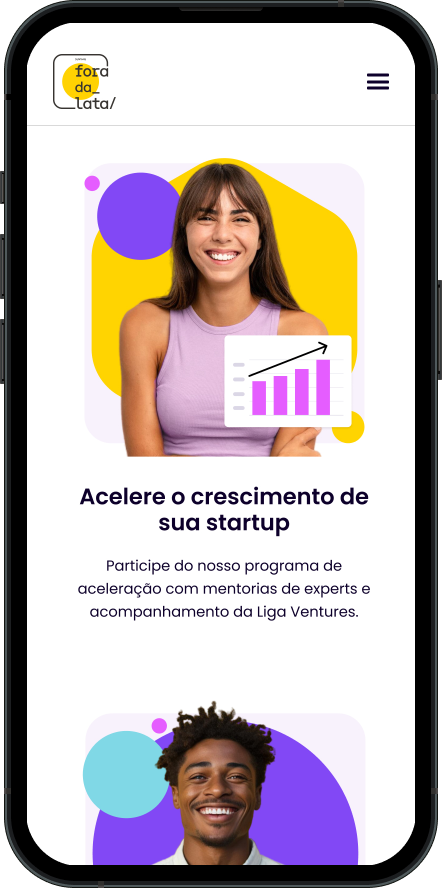 fora
da_
lata/
Acelere o crescimento de
sua startup
Participe do nosso programa de
aceleração com mentorias de experts e
acompanhamento da Liga Ventures.